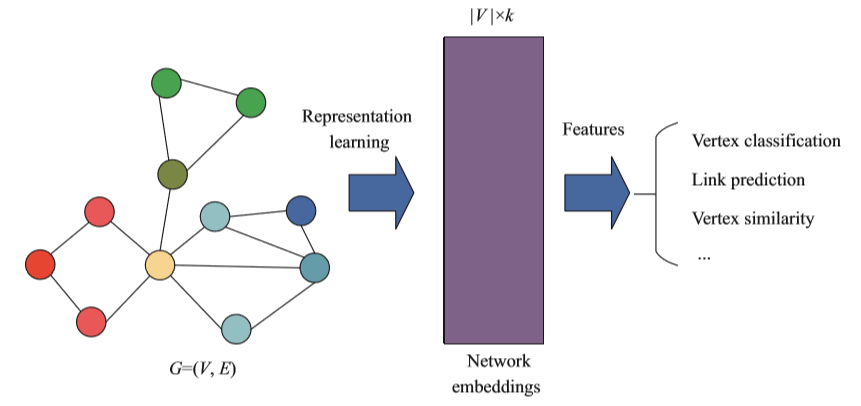 |V|×k
Representation
learning
Features
Vertex classification
Link prediction
Vertex similarity
...
G=(V, E)
Network
embeddings